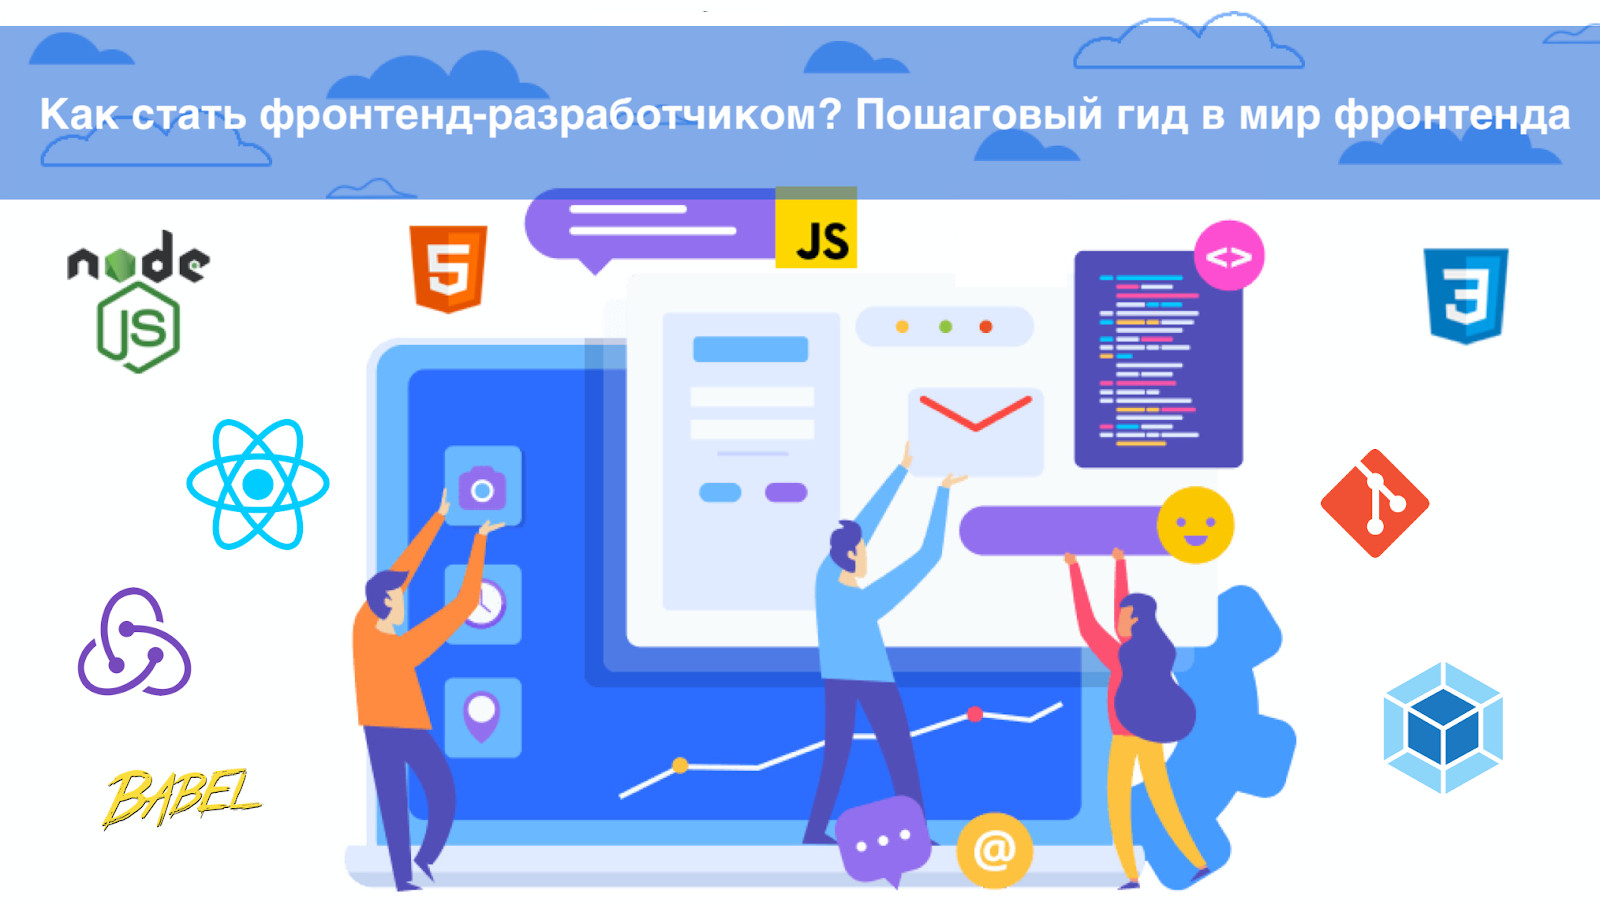 Как стать фронтенд-разработчиком? Пошаговый гид в мир фронтенда
node
JS
5
JS
<>
3
BABEL
@